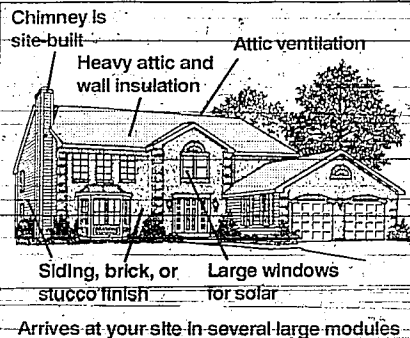 Chimney is
site-built
Attic ventilation
Heavy attic and
wall insulation
Siding, brick, or
stucco finish
Large windows
for solar
Arrives at your site in several large modules